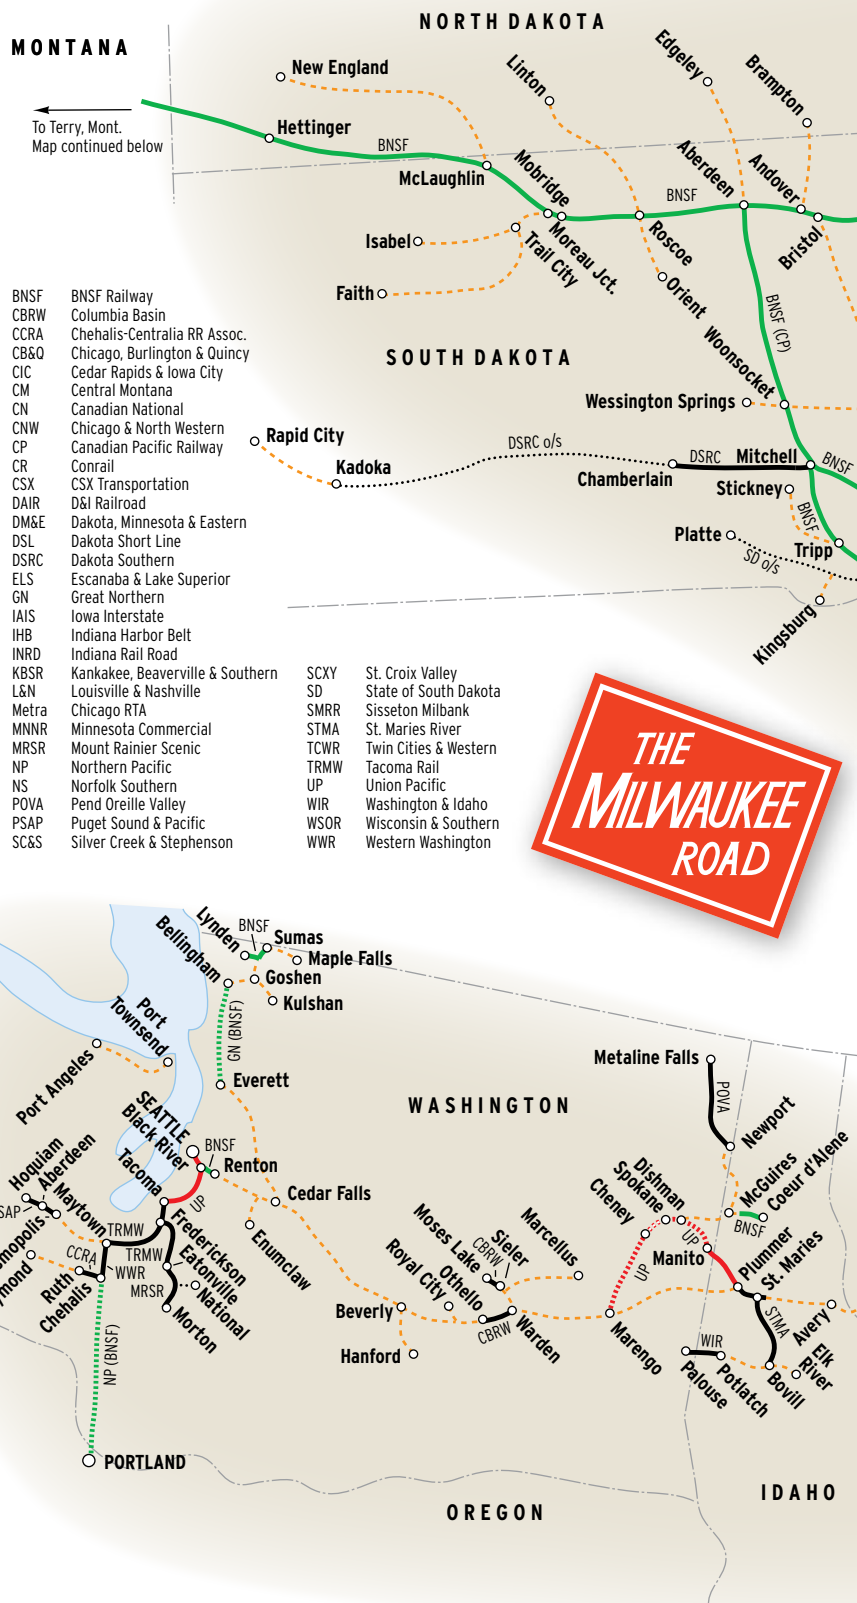 NORTH DAKOTA
MONTANA
New England
Linton
Edgeley
Brampton
To Terry, Mont.
Map continued below
Hettinger
BNSF
McLaughlin
Mobridge
BNSF
Aberdeen
Andover
Isabel
Trail City
Moreau Jct.
Roscoe
Bristol
Faith
Orient
BNSF (CP)
SOUTH DAKOTA
Woonsocket
Wessington Springs
Rapid City
Kadoka
DSRC o/s
DSRC
Mitchell
BNSF
Chamberlain
Stickney
BNSF
Platte
SD o/s
Tripp
Kingsburg
BNSF BNSF Railway
CBRW Columbia Basin
CCRA Chehalis-Centralia RR Assoc.
CB&Q Chicago, Burlington & Quincy
CIC Cedar Rapids & Iowa City
CM Central Montana
CN Canadian National
CNW Chicago & North Western
CP Canadian Pacific Railway
CR Conrail
CSX CSX Transportation
DAIR D&I Railroad
DM&E Dakota, Minnesota & Eastern
DSL Dakota Short Line
DSRC Dakota Southern
ELS Escanaba & Lake Superior
GN Great Northern
IAIS Iowa Interstate
IHB Indiana Harbor Belt
INRD Indiana Rail Road
KBSR Kankakee, Beaverville & Southern
L&N Louisville & Nashville
Metra Chicago RTA
MNNR Minnesota Commercial
MRSR Mount Rainier Scenic
NP Northern Pacific
NS Norfolk Southern
POVA Pend Oreille Valley
PSAP Puget Sound & Pacific
SC&S Silver Creek & Stephenson
SCXY St. Croix Valley
SD State of South Dakota
SMRR Sisseton Milbank
STMA St. Maries River
TCWR Twin Cities & Western
TRMW Tacoma Rail
UP Union Pacific
WIR Washington & Idaho
WSOR Wisconsin & Southern
WWR Western Washington
THE
MILWAUKEE
ROAD
Lynden
BNSF
Sumas
Bellingham
Maple Falls
Goshen
Kulshan
Port
Townsend
GN (BNSF)
Port Angeles
Everett
WASHINGTON
Metaline Falls
POVA
Newport
SEATTLE
Black River
BNSF
Renton
Hoquiam
Aberdeen
Maytown
Tacoma
UP
Cedar Falls
SAP
mopolis
ymond
TRMW
Frederickson
Enumclaw
CCRA
WWR
TRMW
Eatonville
Ruth
Chehalis
MRSR
National
Morton
NP (BNSF)
PORTLAND
Moses Lake
CBRW
Sieler
Marcellus
Royal City
Othello
Beverly
CBRW
Warden
Hanford
Dishman
Spokane
Cheney
UP
UP
Manito
Marengo
McGuires
Coeur d'Alene
BNSF
Plummer
St. Maries
STMA
Avery
WIR
Palouse
Potlatch
Bovill
Elk
River
IDAHO
OREGON